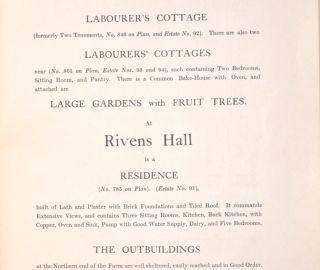 LABOURER'S COTTAGE
(formerly Two Tenements, No. 840 on Plan, and Estate No. 92). There are also two
LABOURERS' COTTAGES
near (No. 801 on Plan, Estate Nos. 93 and 94), each containing Two Bedrooms,
Sitting Room, and Pantry. There is a Common Bake-House with Oven, and
attached are
LARGE GARDENS with FRUIT TREES.
At
Rivens Hall
is a
RESIDENCE
(No. 785 on Plan). (Estate No. 91),
built of Lath and Plaster with Brick Foundations and Tiled Roof. It commands
Extensive Views, and contains Three Sitting Rooms, Kitchen, Back Kitchen, with
Copper, Oven and Sink, Pump with Good Water Supply, Dairy, and Five Bedrooms.
THE OUTBUILDINGS
at the Northern end of the Farm are well sheltered, easily reached and in Good Order.